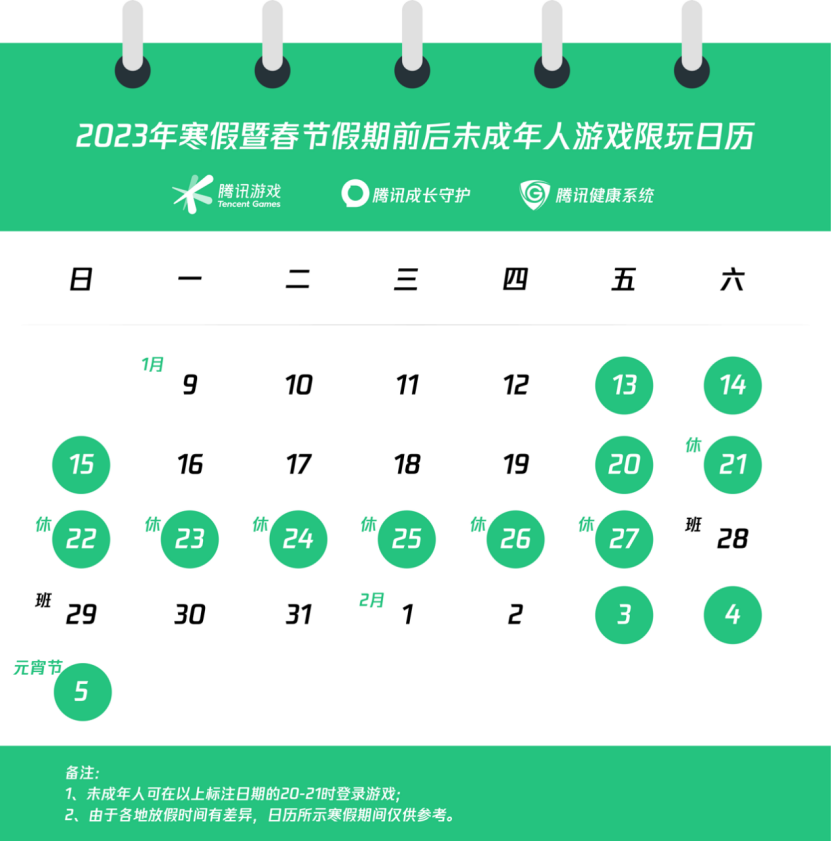 2023年寒假暨春节假期前后未成年人游戏限玩日历
腾讯游戏 腾讯成长守护 腾讯健康系统
Tencent Games
日 一 二 三 四 五 六
1月
9 10 11 12 13 14
休
15 16 17 18 19 20 21
休 休 休 休 休 休 班
22 23 24 25 26 27 28
班 2月
29 30 31 1 2 3 4
元宵节
5
备注:
1、未成年人可在以上标注日期的20-21时登录游戏;
2、由于各地放假时间有差异，日历所示寒假期间仅供参考。